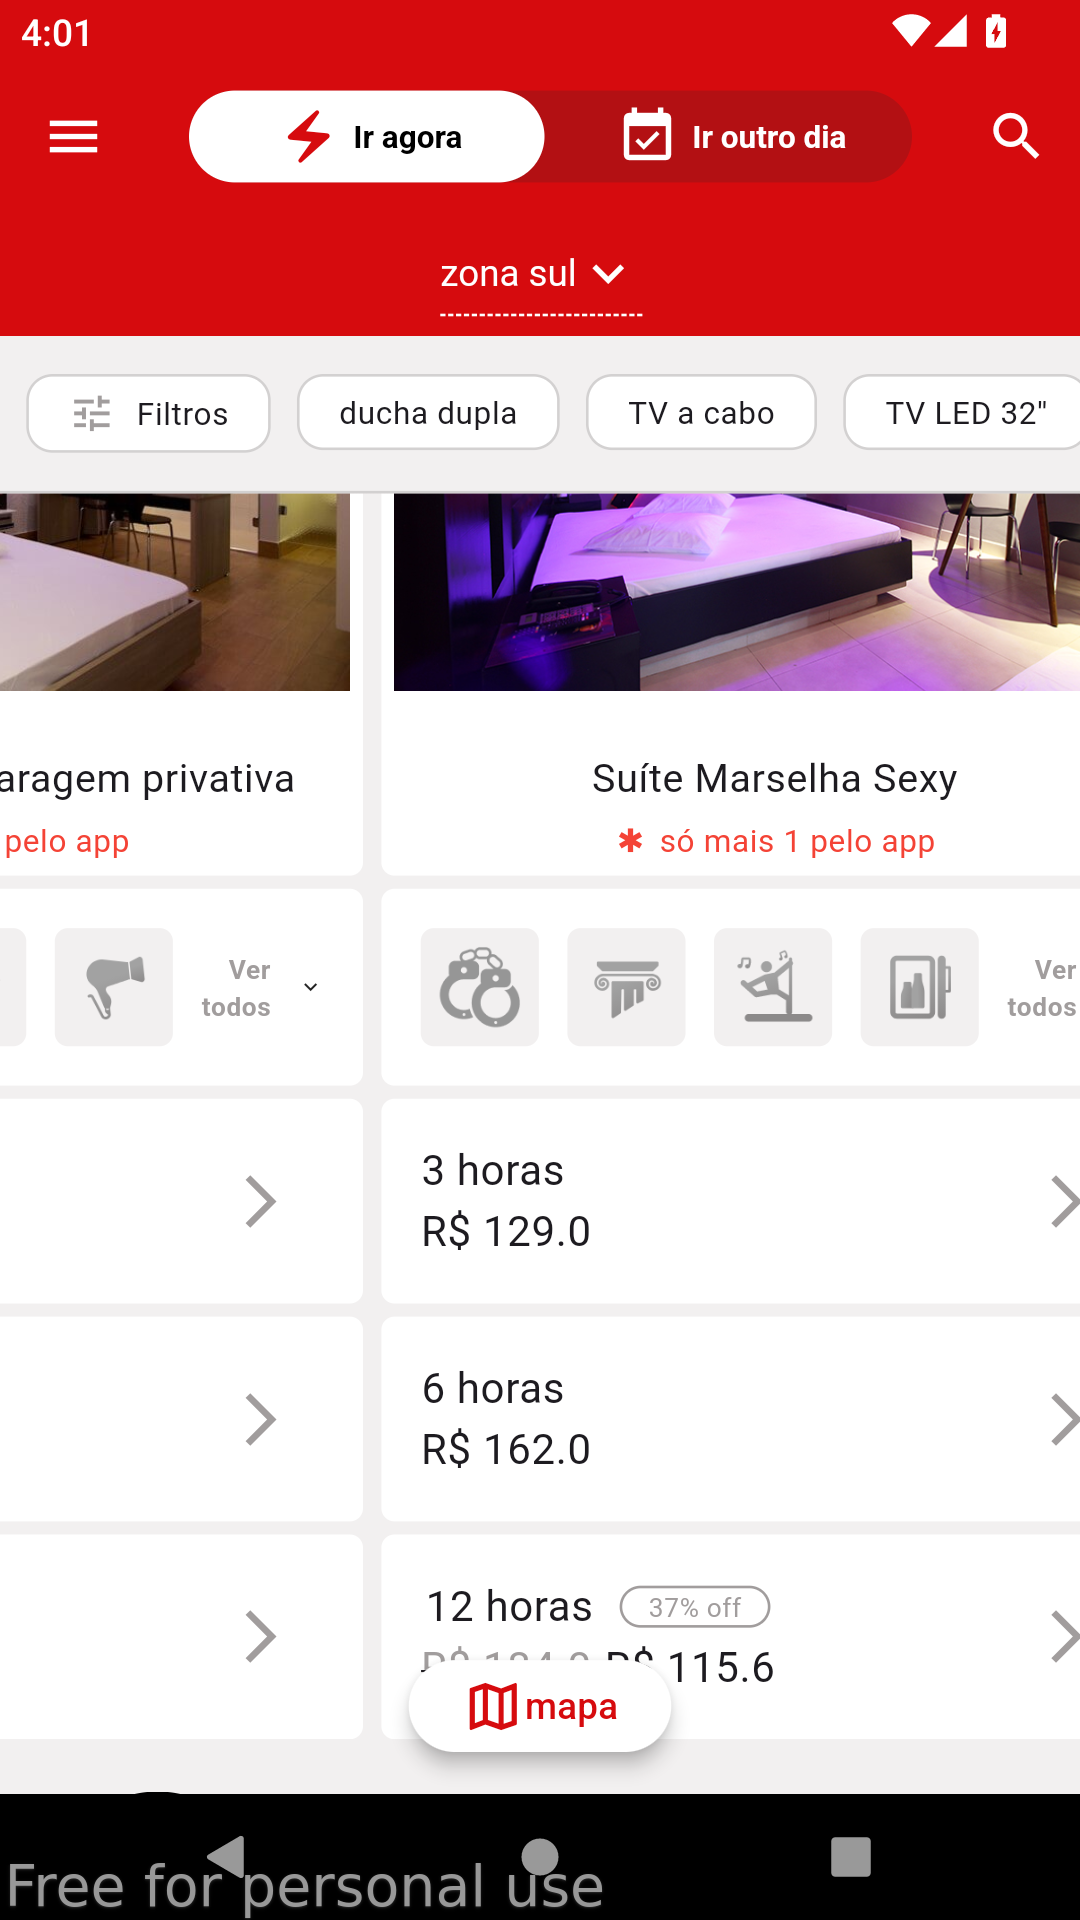 4:01
Ir agora
Ir outro dia
zona sul
Filtros
ducha dupla
TV a cabo
TV LED 32"
aragem privativa
Suíte Marselha Sexy
pelo app
só mais 1 pelo app
Ver
todos
Ver
todos
3 horas
R$ 129.0
6 horas
R$ 162.0
12 horas
37% off
R$ 115.6
mapa
Free for personal use